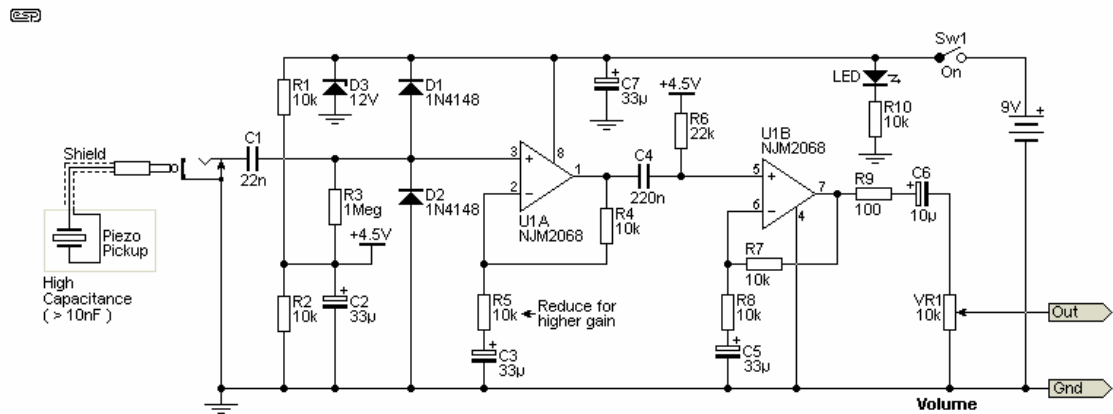 esp
Sw1
On
LED
R10
10k
9V
+
R1
10k
D3
12V
D1
1N4148
+
C7
33µ
+4.5V
R6
22k
U1B
NJM2068
Shield
C1
22n
3
+
8
2
−
1
U1A
NJM2068
C4
220n
5
+
7
6
−
4
R9
100
C6
+
10µ
R3
1Meg
+4.5V
D2
1N4148
R4
10k
R7
10k
Piezo
Pickup
High
Capacitance
( > 10nF )
R2
10k
+
C2
33µ
R5
10k
Reduce for
higher gain
+
C3
33µ
R8
10k
+
C5
33µ
VR1
10k
Out
Gnd
Volume